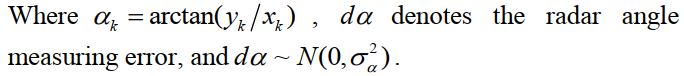 Where α_k = arctan(y_k/x_k) , dα denotes the radar angle
measuring error, and dα ~ N(0,σ_α^2).